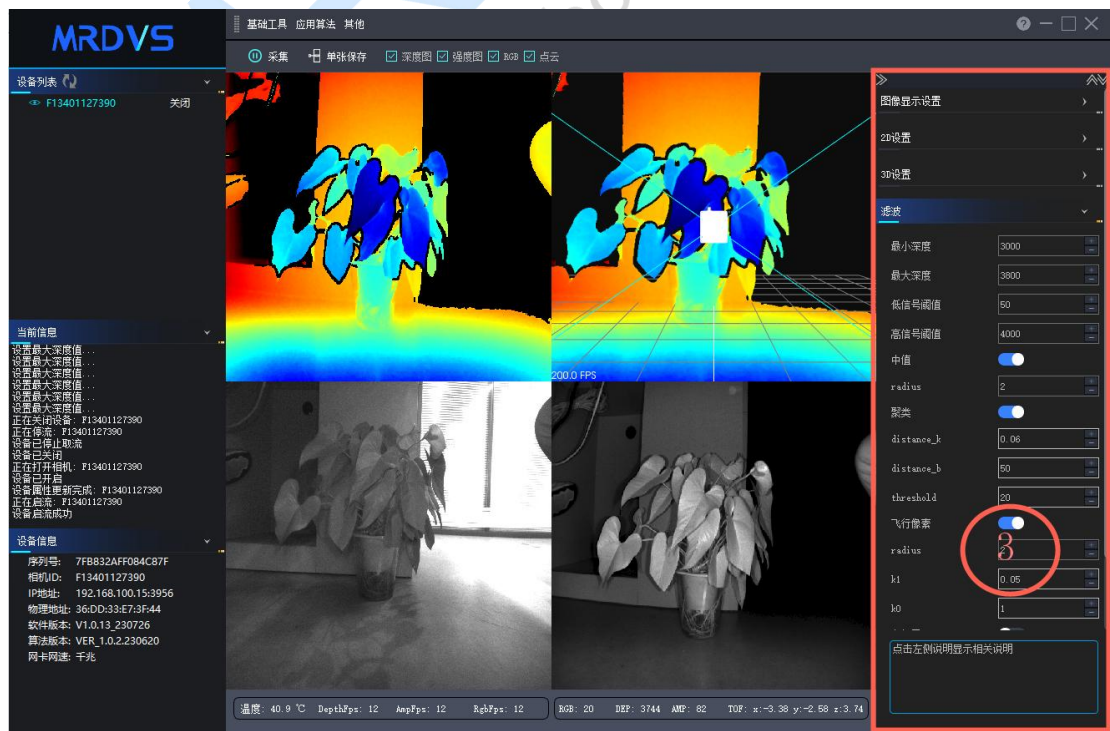 MRDVS
基础工具 应用算法 其他
采集 单张保存 深度图 强度图 RGB 点云
设备列表
F13401127390 关闭
当前信息
设置最大深度值...
设置最大深度值...
设置最大深度值...
设置最大深度值...
设置最大深度值...
设置最大深度值...
正在关闭设备: F13401127390
正在停流: F13401127390
设备已停止取流
设备已关闭
正在打开相机: F13401127390
设备已开启
设备属性更新完成: F13401127390
正在启流: F13401127390
设备启流成功
设备信息
序列号: 7FB832AFF084C87F
相机ID: F13401127390
IP地址: 192.168.100.15:3956
物理地址: 36:DD:33:E7:3F:44
软件版本: V1.0.13_230726
算法版本: VER_1.0.2.230620
网卡网速: 千兆
200.0 FPS
温度: 40.9 ℃ DepthFps: 12 AmpFps: 12 RgbFps: 12
RGB: 20 DEP: 3744 AMP: 82 TOF: x:-3.38 y:-2.58 z:3.74
图像显示设置
2D设置
3D设置
滤波
最小深度 3000
最大深度 3800
低信号阈值 50
高信号阈值 4000
中值
radius 2
聚类
distance_k 0.06
distance_b 50
threshold 20
飞行像素
radius 2
3
k1 0.05
k0 1
点击左侧说明显示相关说明